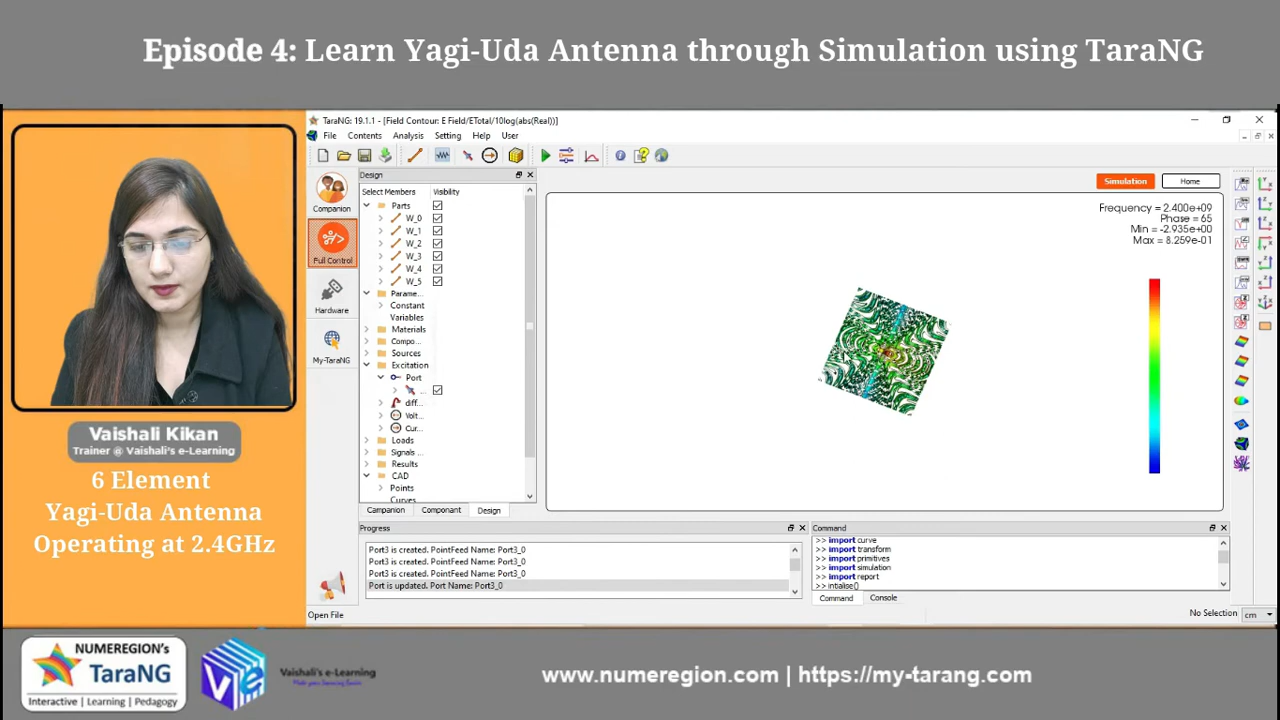 Episode 4: Learn Yagi-Uda Antenna through Simulation using TaraNG
TaraNG: 19.1.1 - [Field Contour: E Field/ETotal/10log(abs(Real))]
File Contents Analysis Setting Help User
Companion
Full Control
Hardware
My-TaraNG
Design
Select Members Visibility
Parts
W_0
W_1
W_2
W_3
W_4
W_5
Parame...
Constant
Variables
Materials
Compo...
Sources
Excitation
Port
...
diff...
Volt...
Cur...
Loads
Signals...
Results
CAD
Points
Curves
Campanion Component Design
Simulation Home
Frequency = 2.400e+09
Phase = 65
Min = -2.935e+00
Max = 8.259e-01
Progress
Port3 is created. PointFeed Name: Port3_0
Port3 is created. PointFeed Name: Port3_0
Port3 is created. PointFeed Name: Port3_0
Port is updated. Port Name: Port3_0
Command
>> import curve
>> import transform
>> import primitives
>> import simulation
>> import report
>> intialise()
Command Console
Open File
No Selection cm
Vaishali Kikan
Trainer @ Vaishali's e-Learning
6 Element
Yagi-Uda Antenna
Operating at 2.4GHz
NUMEREGION's
TaraNG
Interactive | Learning | Pedagogy
Vaishali's e-Learning
www.numeregion.com | https://my-tarang.com